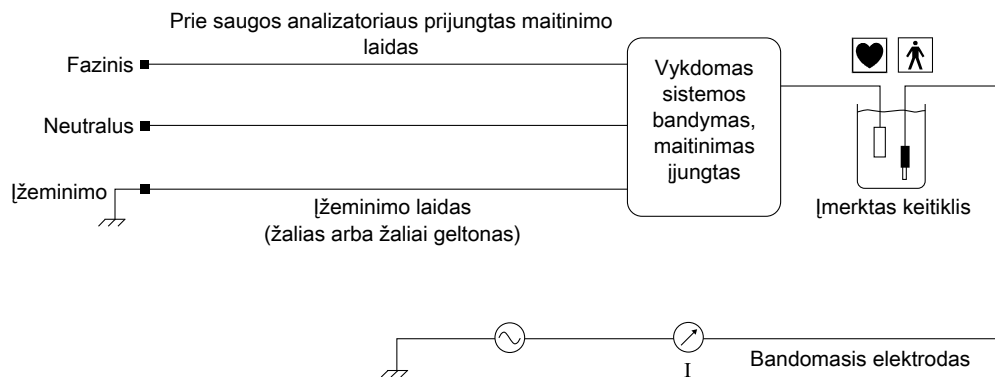 Prie saugos analizatoriaus prijungtas maitinimo
laidas
Fazinis
Neutralus
Įžeminimo
Įžeminimo laidas
(žalias arba žaliai geltonas)
Vykdomas
sistemos
bandymas,
maitinimas
įjungtas
Įmerktas keitiklis
I
Bandomasis elektrodas